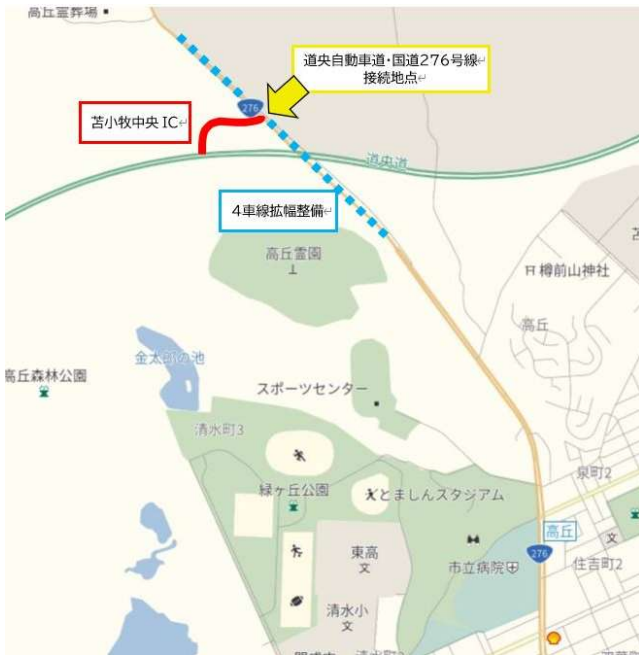 高丘霊葬場
道央自動車道・国道276号線↵
接続地点↵
276
苫小牧中央 IC↵
道央道
4車線拡幅整備↵
高丘霊園
樽前山神社
高丘
金太郎の池
高丘森林公園
スポーツセンター
清水町3
泉町2
緑ヶ丘公園
とましんスタジアム
高丘
276
東高
文
市立病院
文
住吉町2
清水小
文